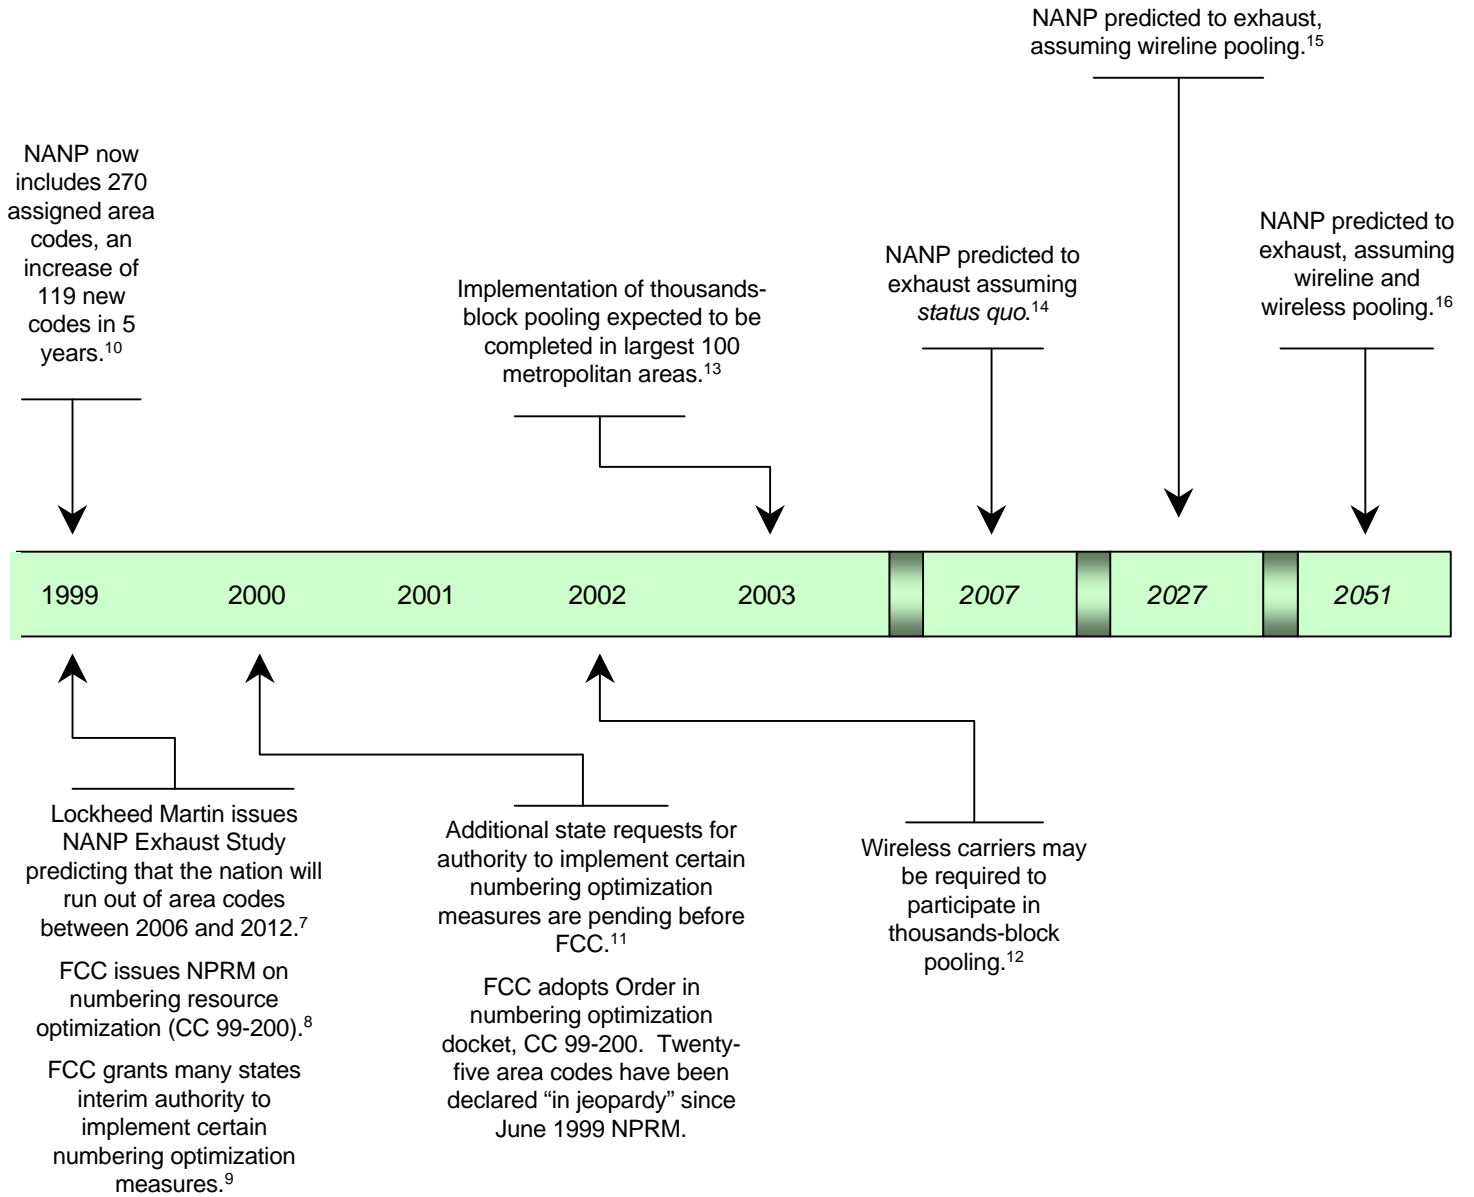 NANP predicted to exhaust,
assuming wireline pooling.15
NANP now
includes 270
assigned area
codes, an
increase of
119 new
codes in 5
years.10
Implementation of thousands-
block pooling expected to be
completed in largest 100
metropolitan areas.13
NANP predicted to
exhaust assuming
status quo.14
NANP predicted to
exhaust, assuming
wireline and
wireless pooling.16
1999 2000 2001 2002 2003 2007 2027 2051
Lockheed Martin issues
NANP Exhaust Study
predicting that the nation will
run out of area codes
between 2006 and 2012.7
FCC issues NPRM on
numbering resource
optimization (CC 99-200).8
FCC grants many states
interim authority to
implement certain
numbering optimization
measures.9
Additional state requests for
authority to implement certain
numbering optimization
measures are pending before
FCC.11
FCC adopts Order in
numbering optimization
docket, CC 99-200.  Twenty-
five area codes have been
declared “in jeopardy” since
June 1999 NPRM.
Wireless carriers may
be required to
participate in
thousands-block
pooling.12